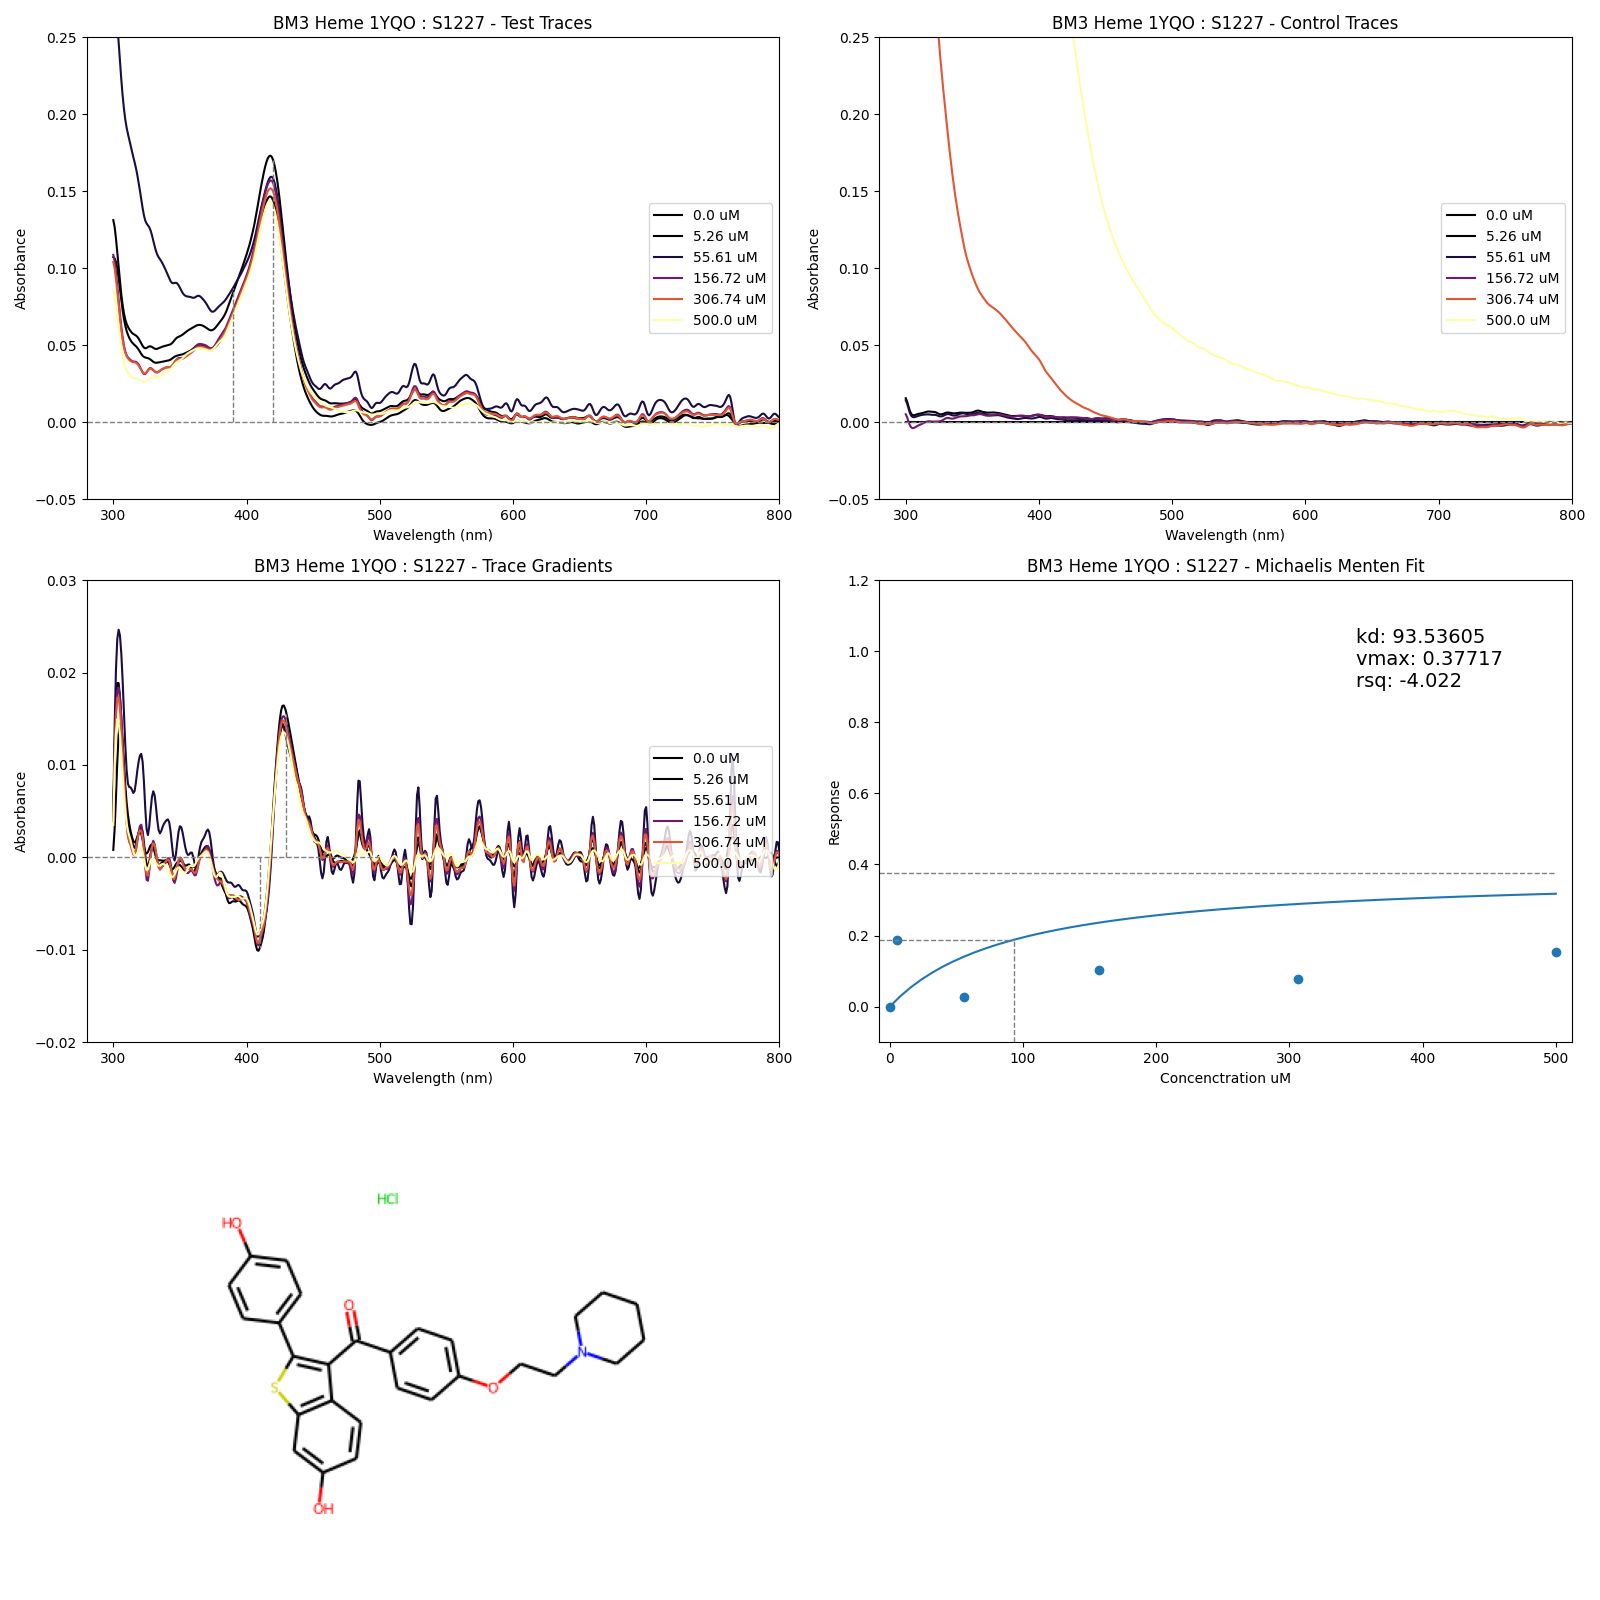 BM3 Heme 1YQO : S1227 - Test Traces
0.25
0.20
0.15
0.10
0.05
0.00
−0.05
Absorbance
0.0 uM
5.26 uM
55.61 uM
156.72 uM
306.74 uM
500.0 uM
300 400 500 600 700 800
Wavelength (nm)
BM3 Heme 1YQO : S1227 - Control Traces
0.25
0.20
0.15
0.10
0.05
0.00
−0.05
Absorbance
0.0 uM
5.26 uM
55.61 uM
156.72 uM
306.74 uM
500.0 uM
300 400 500 600 700 800
Wavelength (nm)
BM3 Heme 1YQO : S1227 - Trace Gradients
0.03
0.02
0.01
0.00
−0.01
−0.02
Absorbance
0.0 uM
5.26 uM
55.61 uM
156.72 uM
306.74 uM
500.0 uM
300 400 500 600 700 800
Wavelength (nm)
BM3 Heme 1YQO : S1227 - Michaelis Menten Fit
1.2
1.0
0.8
0.6
0.4
0.2
0.0
Response
kd: 93.53605
vmax: 0.37717
rsq: -4.022
0 100 200 300 400 500
Concenctration uM
HCl
HO
O
N
S
O
OH